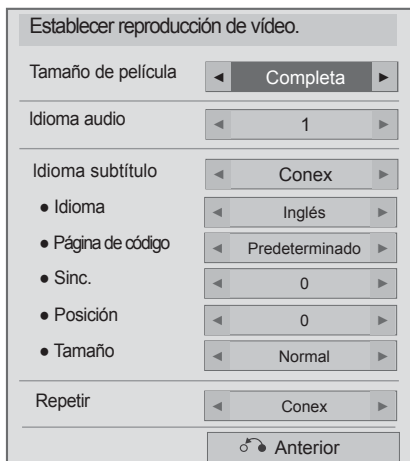 Establecer reproducción de vídeo.
Tamaño de película ◄ Completa ►
Idioma audio ◄ 1 ►
Idioma subtítulo ◄ Conex ►
● Idioma ◄ Inglés ►
● Página de código ◄ Predeterminado ►
● Sinc. ◄ 0 ►
● Posición ◄ 0 ►
● Tamaño ◄ Normal ►
Repetir ◄ Conex ►
Anterior